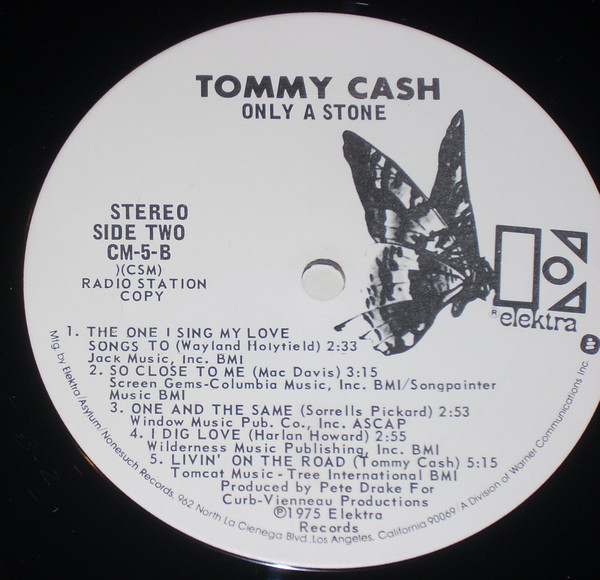 TOMMY CASH
ONLY A STONE
STEREO
SIDE TWO
CM-5-B
)(CSM)
RADIO STATION
COPY
® elektra
1. THE ONE I SING MY LOVE
SONGS TO (Wayland Holyfield) 2:33
Jack Music, Inc. BMI
2. SO CLOSE TO ME (Mac Davis) 3:15
Screen Gems-Columbia Music, Inc. BMI/Songpainter
Music BMI
3. ONE AND THE SAME (Sorrells Pickard) 2:53
Window Music Pub. Co., Inc. ASCAP
4. I DIG LOVE (Harlan Howard) 2:55
Wilderness Music Publishing, Inc. BMI
5. LIVIN' ON THE ROAD (Tommy Cash) 5:15
Tomcat Music - Tree International BMI
Produced by Pete Drake For
Curb-Vienneau Productions
℗1975 Elektra
Records
Mfg. by Elektra/Asylum/Nonesuch Records, 962 North La Cienega Blvd., Los Angeles, California 90069 / A Division of Warner Communications Inc.